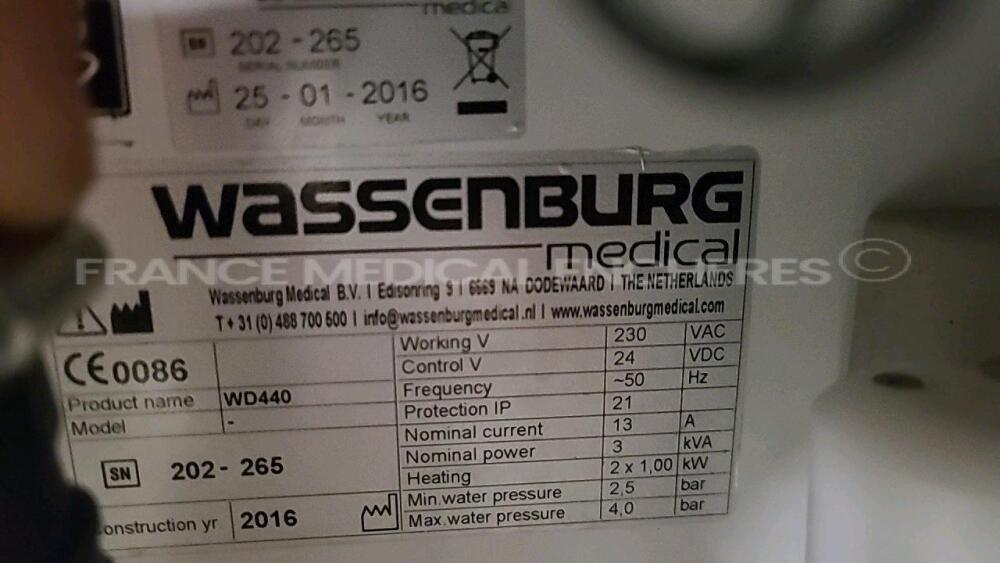 medical
SN 202 - 265
SERIAL NUMBER
25 - 01 - 2016
DAY MONTH YEAR
WASSENBURG
medical
FRANCE MEDICAL ENCHERES ©
Wassenburg Medical B.V. I Edisonring 9 I 6669 NA DODEWAARD I THE NETHERLANDS
T + 31 (0) 488 700 500 I info@wassenburgmedical.nl I www.wassenburgmedical.com
CE0086
Product name WD440
Model -
SN 202 - 265
onstruction yr 2016
Working V 230 VAC
Control V 24 VDC
Frequency ~50 Hz
Protection IP 21
Nominal current 13 A
Nominal power 3 kVA
Heating 2 x 1,00 kW
Min.water pressure 2,5 bar
Max.water pressure 4,0 bar